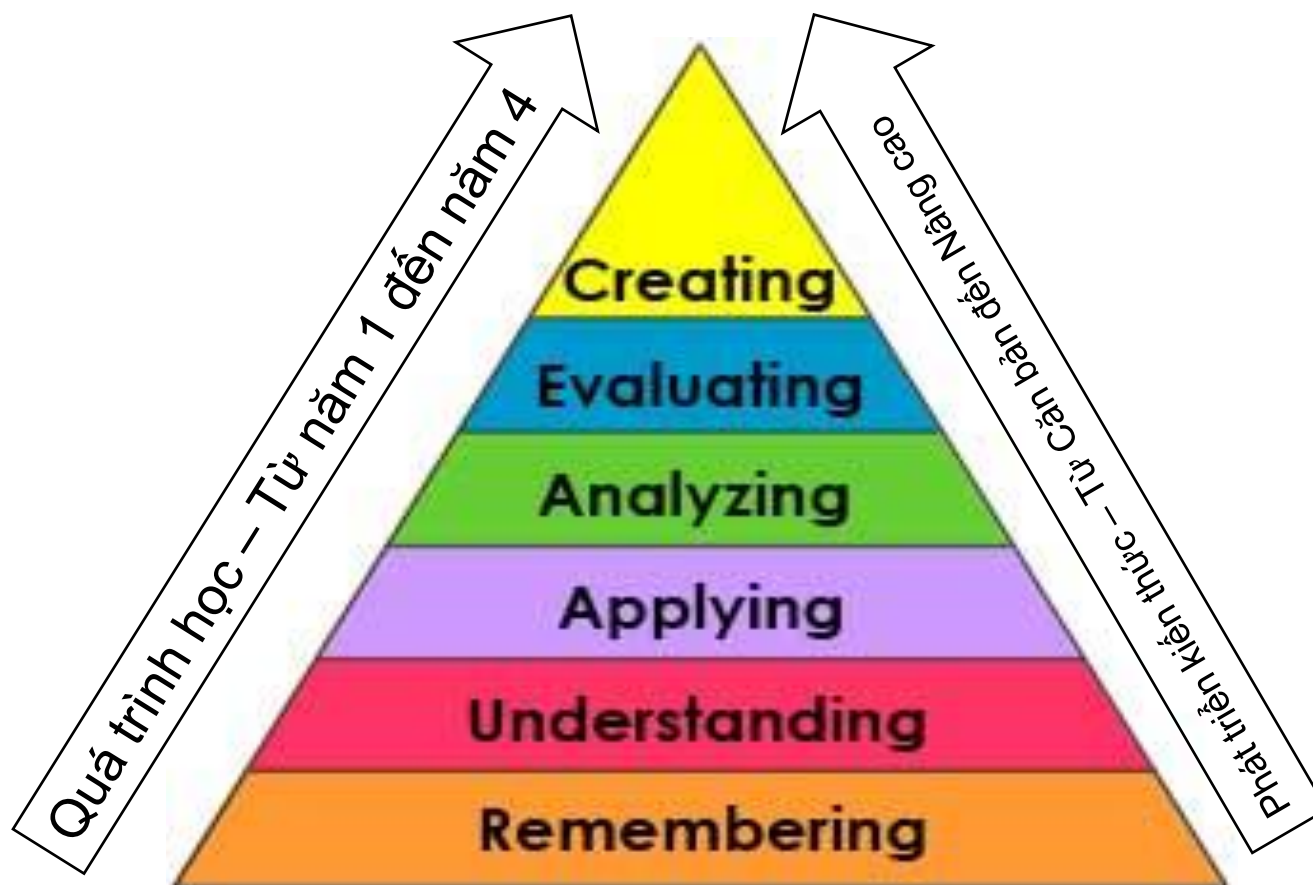 Quá trình học – Từ năm 1 đến năm 4
Creating
Evaluating
Analyzing
Applying
Understanding
Remembering
Phát triển kiến thức – Từ Căn bản đến Nâng cao